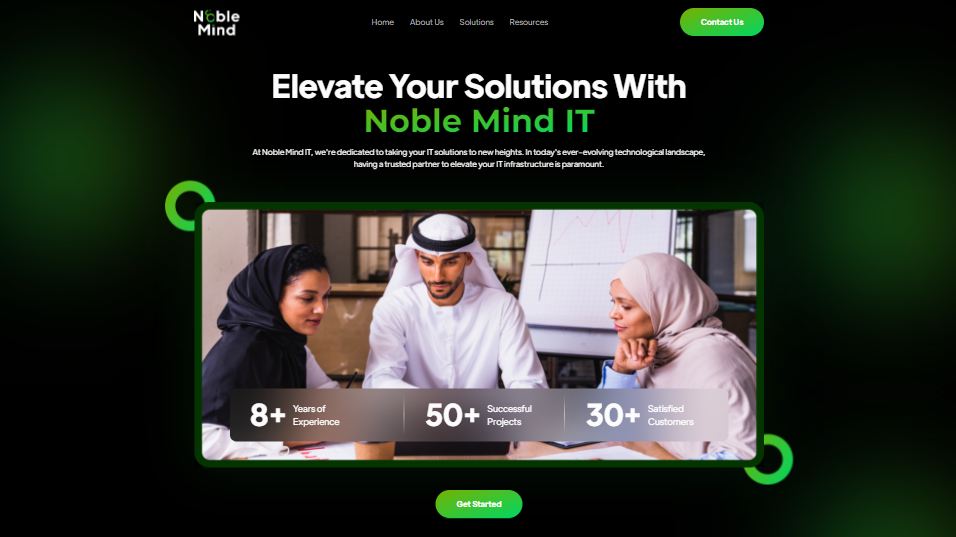 Noble
Mind
Home
About Us
Solutions
Resources
Contact Us
Elevate Your Solutions With
Noble Mind IT
At Noble Mind IT, we're dedicated to taking your IT solutions to new heights. In today's ever-evolving technological landscape,
having a trusted partner to elevate your IT infrastructure is paramount.
8+
Years of
Experience
50+
Successful
Projects
30+
Satisfied
Customers
Get Started